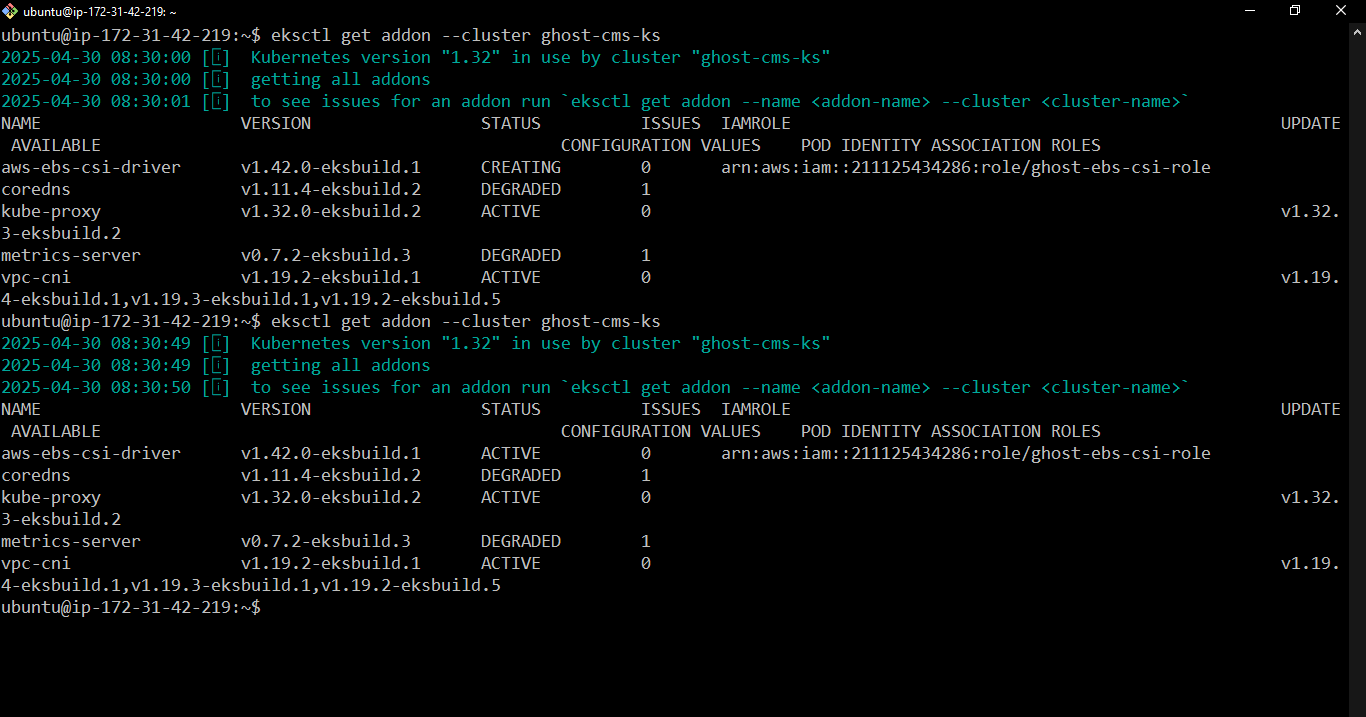 ubuntu@ip-172-31-42-219: ~
ubuntu@ip-172-31-42-219:~$ eksctl get addon --cluster ghost-cms-ks
2025-04-30 08:30:00 [ℹ]  Kubernetes version "1.32" in use by cluster "ghost-cms-ks"
2025-04-30 08:30:00 [ℹ]  getting all addons
2025-04-30 08:30:01 [ℹ]  to see issues for an addon run `eksctl get addon --name <addon-name> --cluster <cluster-name>`
NAME                    VERSION                 STATUS          ISSUES  IAMROLE                                                 UPDATE
 AVAILABLE                                              CONFIGURATION VALUES    POD IDENTITY ASSOCIATION ROLES
aws-ebs-csi-driver      v1.42.0-eksbuild.1      CREATING        0       arn:aws:iam::211125434286:role/ghost-ebs-csi-role
coredns                 v1.11.4-eksbuild.2      DEGRADED        1
kube-proxy              v1.32.0-eksbuild.2      ACTIVE          0                                                               v1.32.
3-eksbuild.2
metrics-server          v0.7.2-eksbuild.3       DEGRADED        1
vpc-cni                 v1.19.2-eksbuild.1      ACTIVE          0                                                               v1.19.
4-eksbuild.1,v1.19.3-eksbuild.1,v1.19.2-eksbuild.5
ubuntu@ip-172-31-42-219:~$ eksctl get addon --cluster ghost-cms-ks
2025-04-30 08:30:49 [ℹ]  Kubernetes version "1.32" in use by cluster "ghost-cms-ks"
2025-04-30 08:30:49 [ℹ]  getting all addons
2025-04-30 08:30:50 [ℹ]  to see issues for an addon run `eksctl get addon --name <addon-name> --cluster <cluster-name>`
NAME                    VERSION                 STATUS          ISSUES  IAMROLE                                                 UPDATE
 AVAILABLE                                              CONFIGURATION VALUES    POD IDENTITY ASSOCIATION ROLES
aws-ebs-csi-driver      v1.42.0-eksbuild.1      ACTIVE          0       arn:aws:iam::211125434286:role/ghost-ebs-csi-role
coredns                 v1.11.4-eksbuild.2      DEGRADED        1
kube-proxy              v1.32.0-eksbuild.2      ACTIVE          0                                                               v1.32.
3-eksbuild.2
metrics-server          v0.7.2-eksbuild.3       DEGRADED        1
vpc-cni                 v1.19.2-eksbuild.1      ACTIVE          0                                                               v1.19.
4-eksbuild.1,v1.19.3-eksbuild.1,v1.19.2-eksbuild.5
ubuntu@ip-172-31-42-219:~$